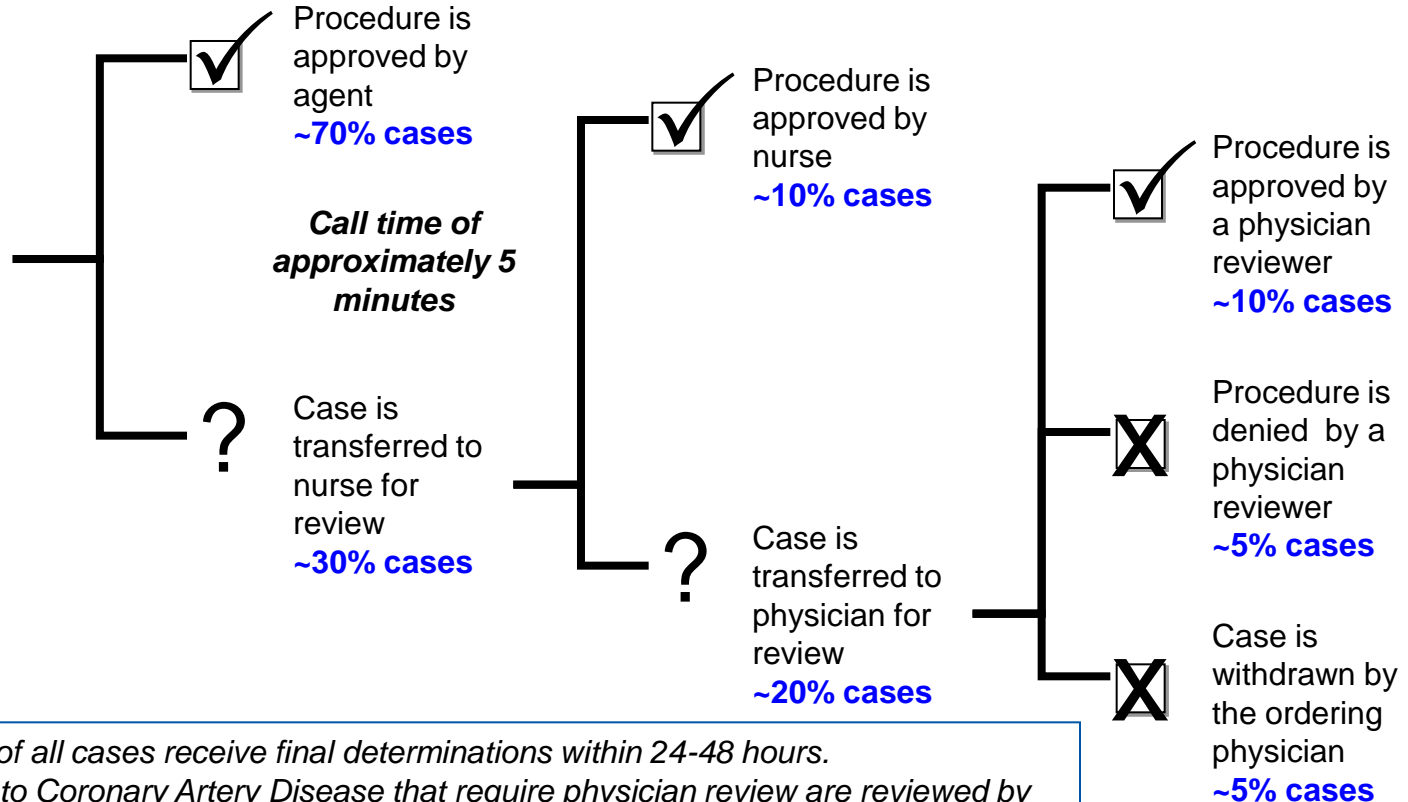 Procedure is
approved by
agent
~70% cases
Call time of
approximately 5
minutes
?
Case is
transferred to
nurse for
review
~30% cases
Procedure is
approved by
nurse
~10% cases
?
Case is
transferred to
physician for
review
~20% cases
Procedure is
approved by
a physician
reviewer
~10% cases
Procedure is
denied by a
physician
reviewer
~5% cases
Case is
withdrawn by
the ordering
physician
~5% cases
of all cases receive final determinations within 24-48 hours.
to Coronary Artery Disease that require physician review are reviewed by